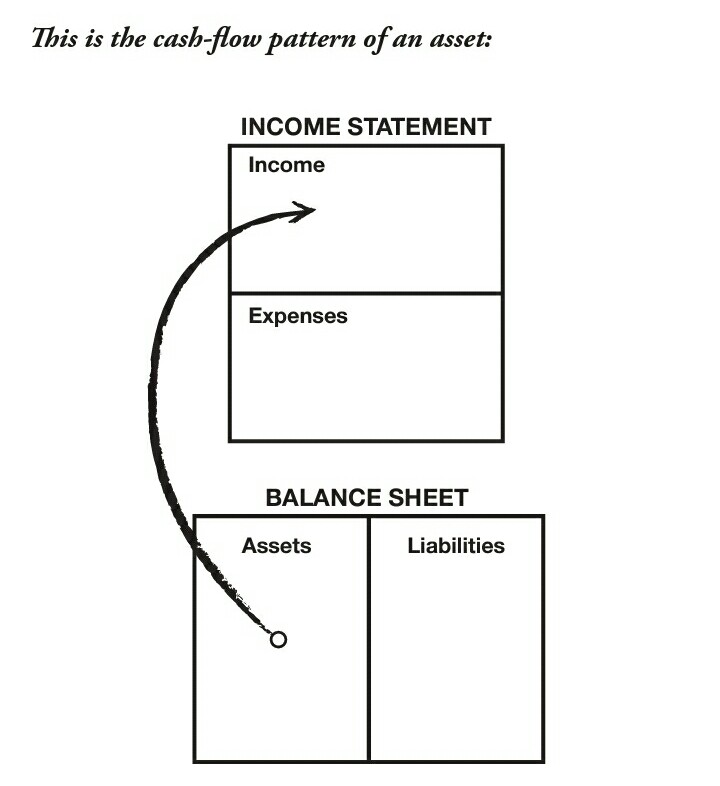 This is the cash-flow pattern of an asset:
INCOME STATEMENT
Income
Expenses
BALANCE SHEET
Assets
Liabilities